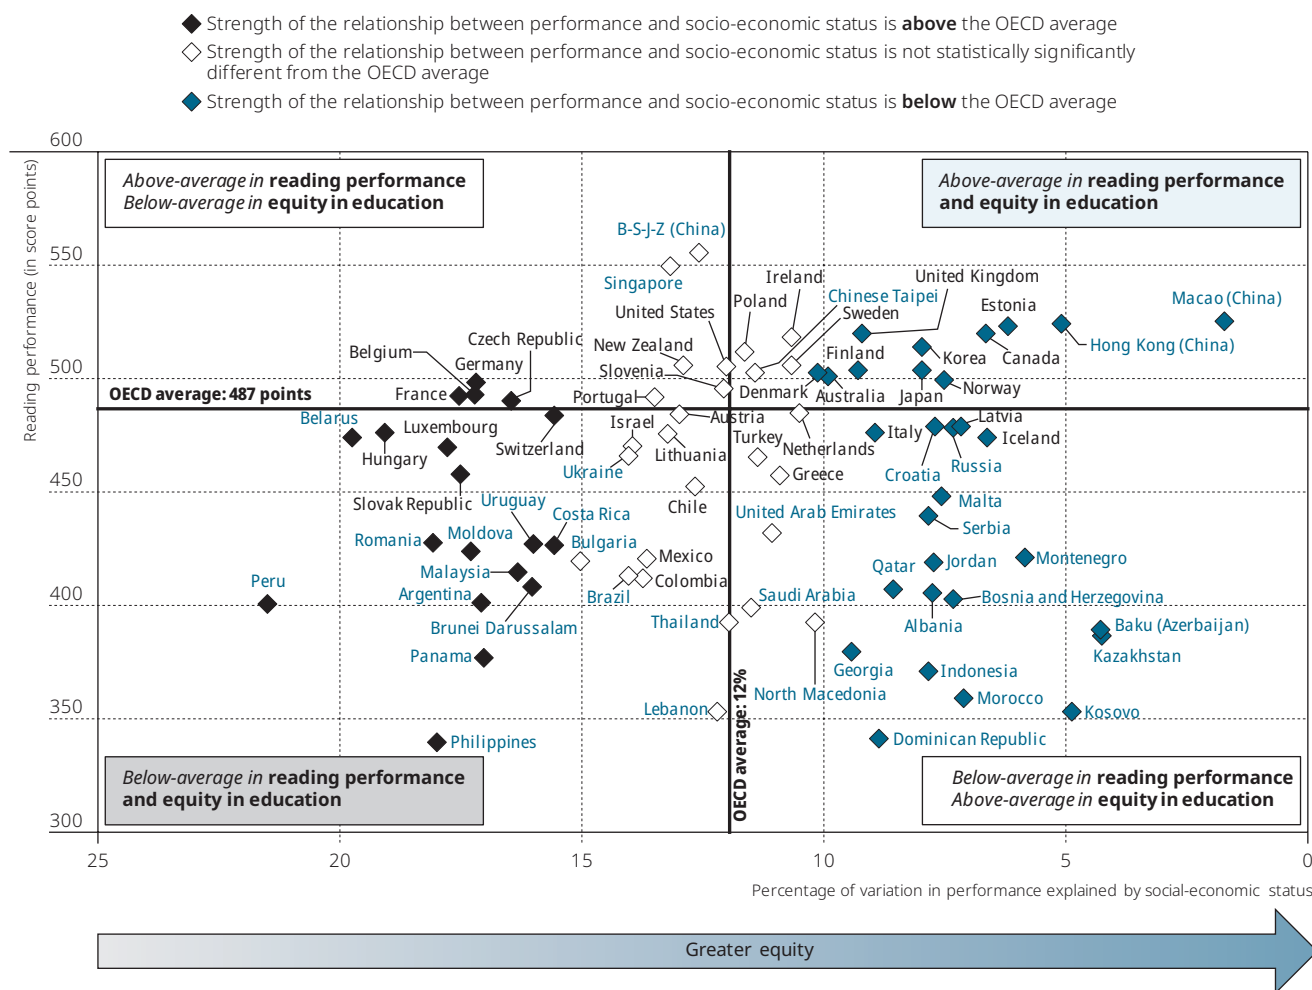 Strength of the relationship between performance and socio-economic status is above the OECD average
Strength of the relationship between performance and socio-economic status is not statistically significantly
different from the OECD average
Strength of the relationship between performance and socio-economic status is below the OECD average
Reading performance (in score points)
600
550
500
450
400
350
300
Above-average in reading performance
Below-average in equity in education
Above-average in reading performance
and equity in education
B-S-J-Z (China)
Singapore
Ireland
United Kingdom
Chinese Taipei
Poland
Sweden
United States
Estonia
Macao (China)
Czech Republic
New Zealand
Belgium
Germany
Slovenia
Finland
Korea
Canada
Hong Kong (China)
OECD average: 487 points
France
Portugal
Denmark
Australia
Japan
Norway
Belarus
Hungary
Luxembourg
Switzerland
Israel
Austria
Lithuania
Turkey
Netherlands
Italy
Latvia
Iceland
Ukraine
Greece
Croatia
Russia
Slovak Republic
Uruguay
Chile
Costa Rica
United Arab Emirates
Malta
Serbia
Romania
Moldova
Bulgaria
Mexico
Malaysia
Colombia
Qatar
Jordan
Montenegro
Peru
Argentina
Brazil
Saudi Arabia
Bosnia and Herzegovina
Brunei Darussalam
Thailand
Albania
Baku (Azerbaijan)
Kazakhstan
Panama
Georgia
Indonesia
North Macedonia
Morocco
Lebanon
Kosovo
Philippines
Dominican Republic
OECD average: 12%
Below-average in reading performance
and equity in education
Below-average in reading performance
Above-average in equity in education
25
20
15
10
5
0
Percentage of variation in performance explained by social-economic status
Greater equity